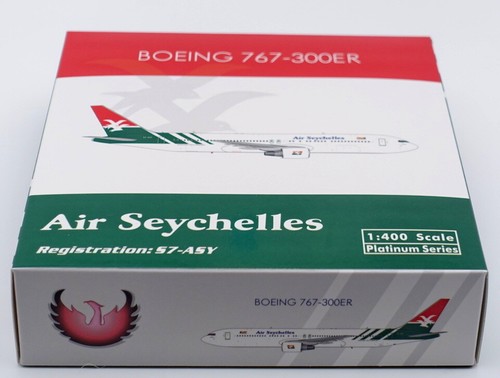 BOEING 767-300ER
Air Seychelles
Air Seychelles
Registration: S7-ASY
1:400 Scale
Platinum Series
BOEING 767-300ER
Air Seychelles